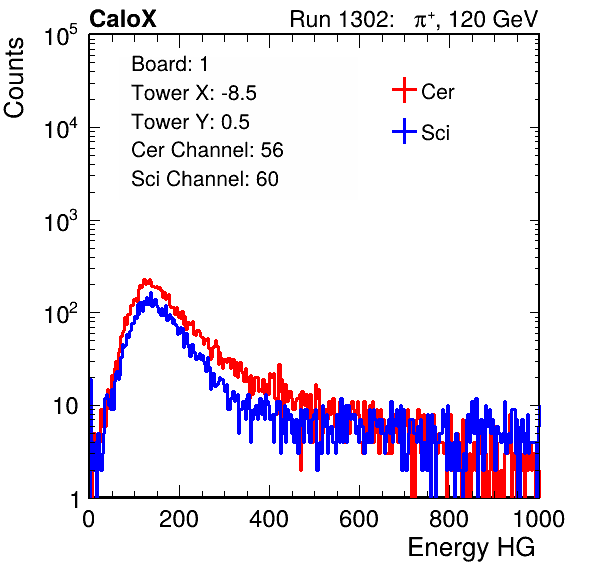 CaloX Run 1302: π⁺, 120 GeV
Board: 1
Tower X: -8.5
Tower Y: 0.5
Cer Channel: 56
Sci Channel: 60
Cer
Sci
Counts
10⁵
10⁴
10³
10²
10
1
0 200 400 600 800 1000
Energy HG